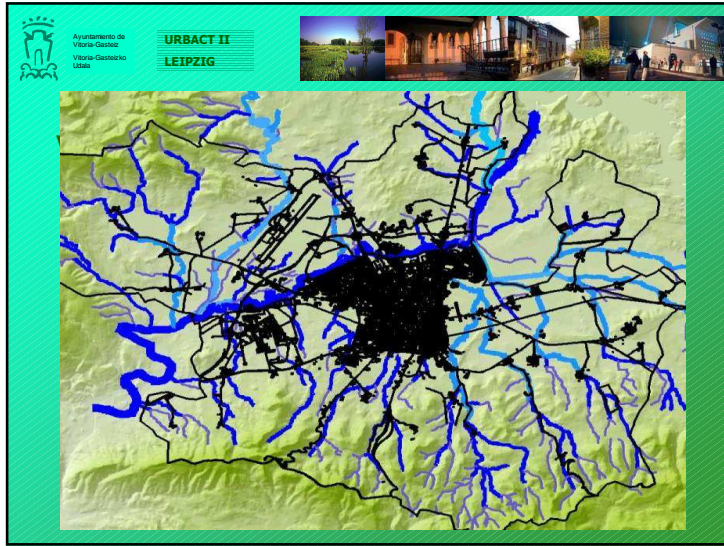 Ayuntamiento de
Vitoria-Gasteiz
Vitoria-Gasteizko
Udala
URBACT II
LEIPZIG